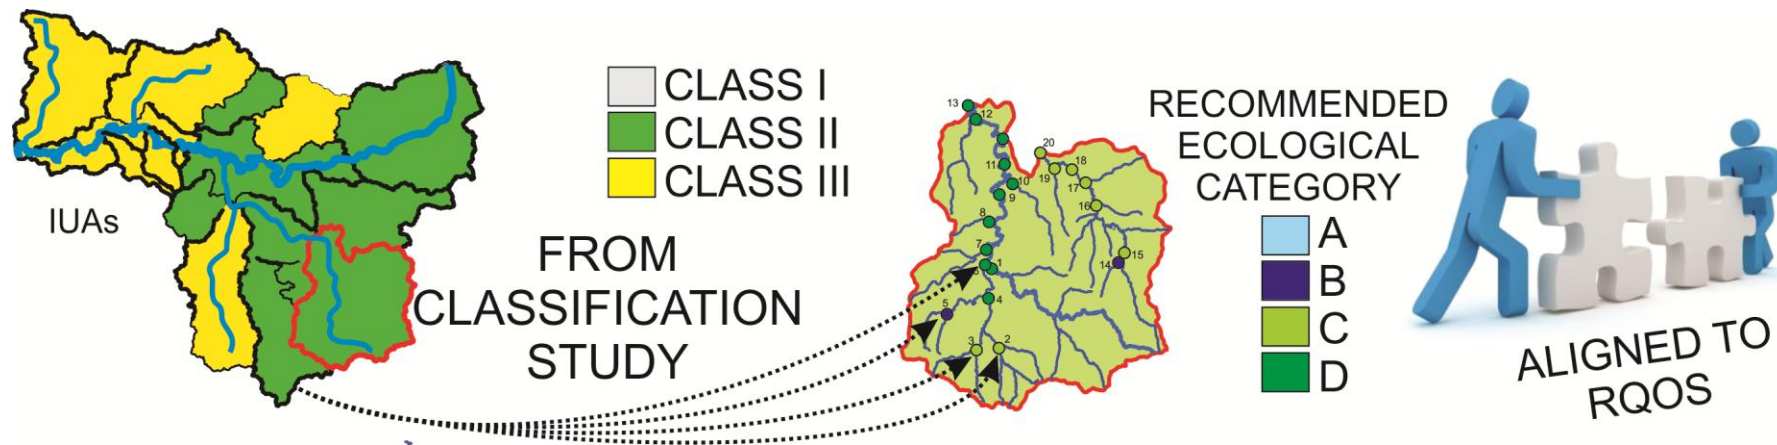 IUAs
CLASS I
CLASS II
CLASS III
FROM
CLASSIFICATION
STUDY
13
12
11
10
9
8
7
1
4
5
3
2
20
19
18
17
16
15
14
RECOMMENDED
ECOLOGICAL
CATEGORY
A
B
C
D
ALIGNED TO
RQOS